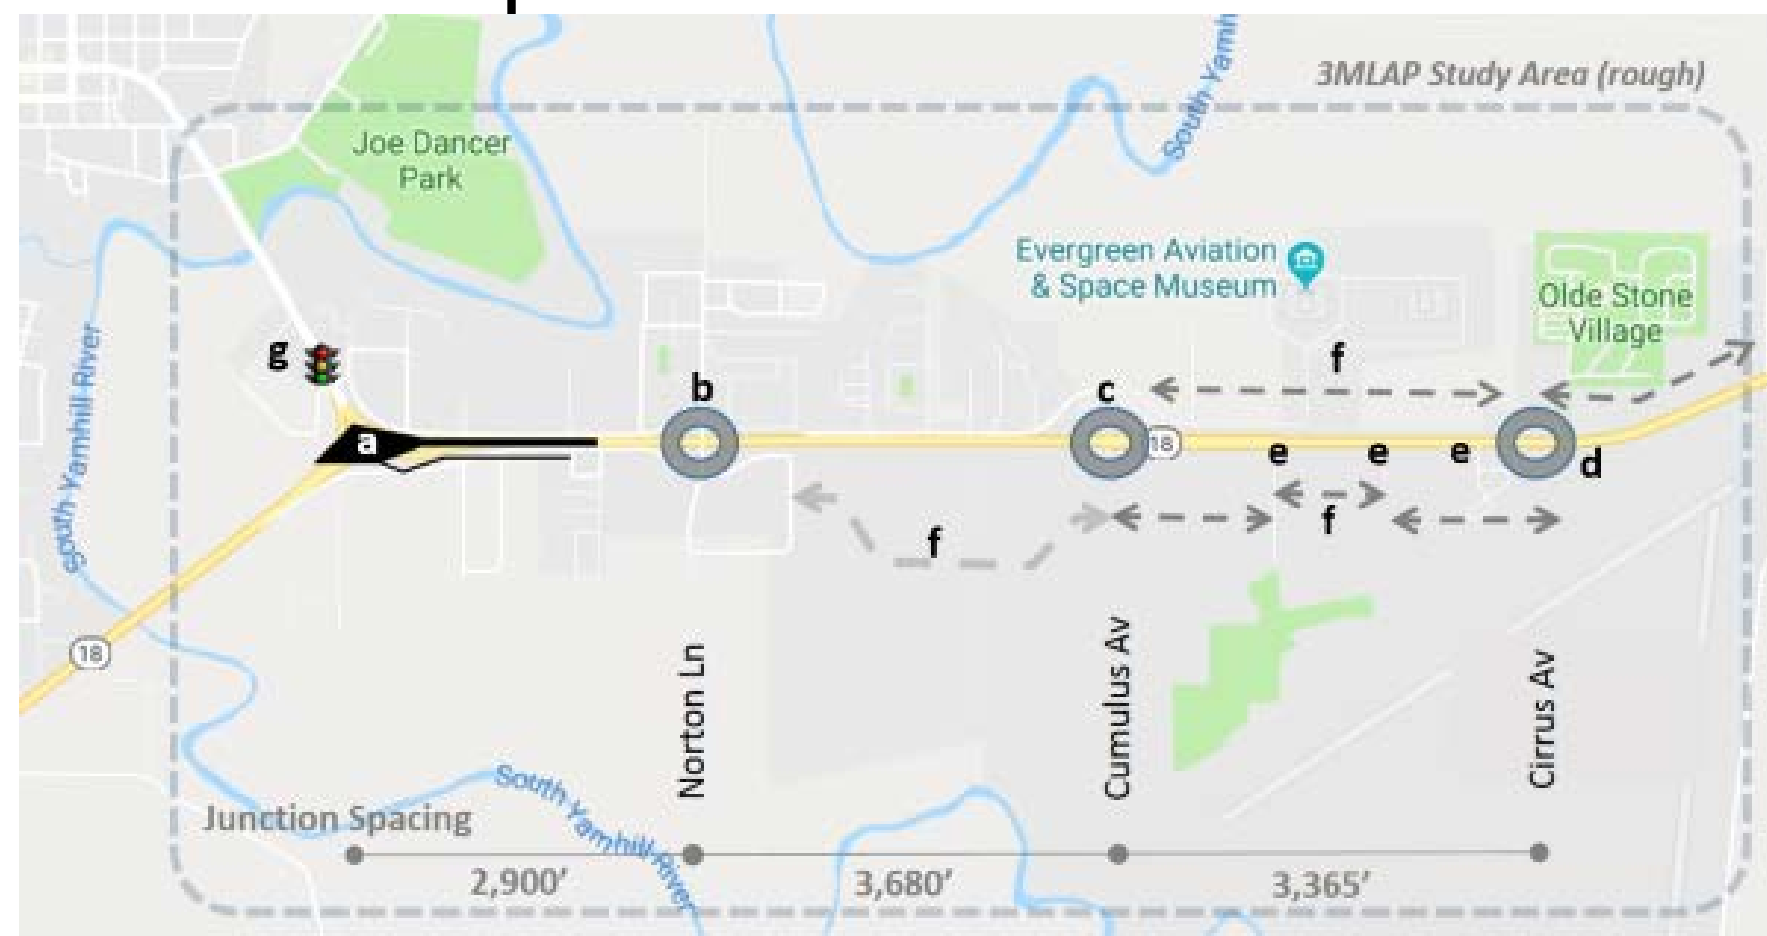 3MLAP Study Area (rough)
South Yamh
Joe Dancer
Park
Evergreen Aviation
& Space Museum
Olde Stone
Village
South Yamhill River
g
f
b
c
a
18
e
e
e
d
f
f
18
Norton Ln
Cumulus Av
Cirrus Av
South Yamhill River
Junction Spacing
2,900’
3,680’
3,365’